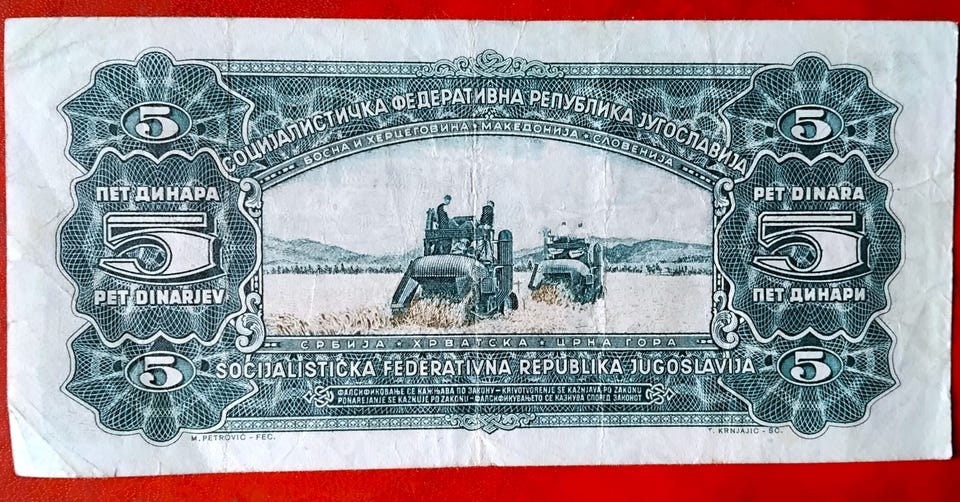 5
5
СОЦИЈАЛИСТИЧКА ФЕДЕРАТИВНА РЕПУБЛИКА ЈУГОСЛАВИЈА
БОСНА И ХЕРЦЕГОВИНА • МАКЕДОНИЈА • СЛОВЕНИЈА
ПЕТ ДИНАРА
5
PET DINARJEV
PET DINARA
5
ПЕТ ДИНАРИ
СРБИЈА • ХРВАТСКА • ЦРНА ГОРА
5
SOCIJALISTIČKA FEDERATIVNA REPUBLIKA JUGOSLAVIJA
5
ФАЛСИФИКОВАЊЕ СЕ КАЖЊАВА ПО ЗАКОНУ – KRIVOTVORENJE SE KAŽNJAVA PO ZAKONU
PONAREJANJE SE KAZNUJE PO ZAKONU – ФАЛСИФИКУВАЊЕТО СЕ КАЗНУВА СПОРЕД ЗАКОНОТ
M. PETROVIĆ - FEC.
T. KRNJAJIĆ - SC.